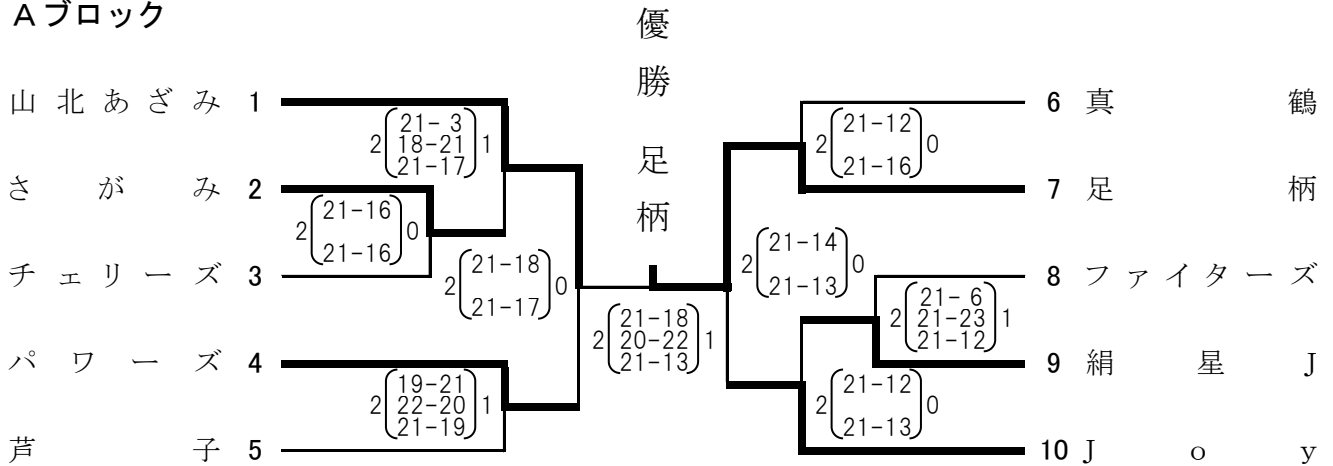 Aブロック
優勝 足柄
山北あざみ 1
さがみ 2
チェリーズ 3
パワーズ 4
芦子 5
2 21- 3 1
18-21
21-17
2 21-16 0
21-16
2 21-18 0
21-17
2 19-21 1
22-20
21-19
2 21-18 1
20-22
21-13
6 真鶴
7 足柄
8 ファイターズ
9 絹星J
10 Joy
2 21-12 0
21-16
2 21-14 0
21-13
2 21- 6 1
21-23
21-12
2 21-12 0
21-13